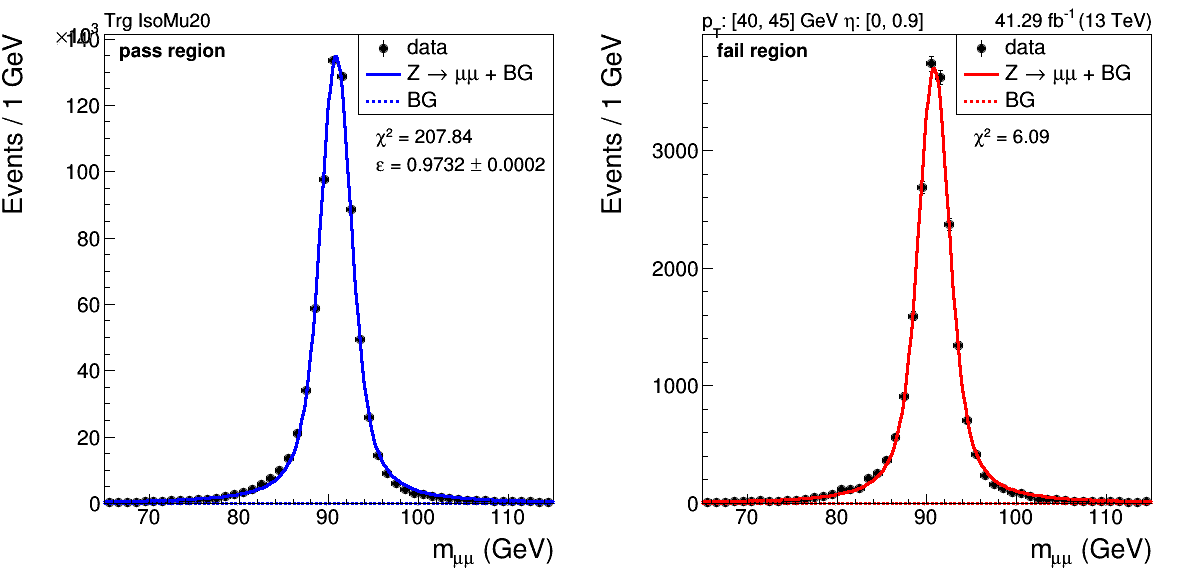 Trg IsoMu20
×10³
Events / 1 GeV
140
120
100
80
60
40
20
0
pass region
data
Z → μμ + BG
BG
χ² = 207.84
ε = 0.9732 ± 0.0002
70 80 90 100 110
m_μμ (GeV)
p_T: [40, 45] GeV η: [0, 0.9] 41.29 fb⁻¹ (13 TeV)
Events / 1 GeV
3000
2000
1000
0
fail region
data
Z → μμ + BG
BG
χ² = 6.09
70 80 90 100 110
m_μμ (GeV)